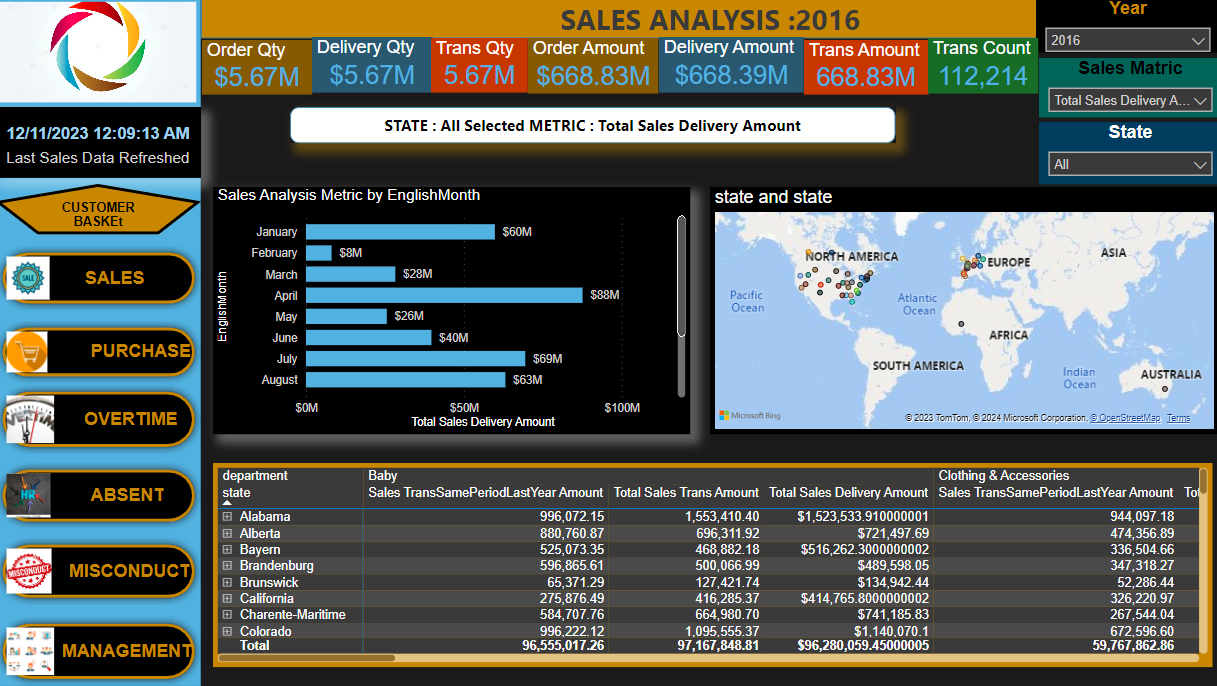 SALES ANALYSIS :2016
Order Qty
$5.67M
Delivery Qty
$5.67M
Trans Qty
5.67M
Order Amount
$668.83M
Delivery Amount
$668.39M
Trans Amount
668.83M
Trans Count
112,214
Year
2016
Sales Matric
Total Sales Delivery A...
State
All
12/11/2023 12:09:13 AM
Last Sales Data Refreshed
STATE : All Selected METRIC : Total Sales Delivery Amount
CUSTOMER
BASKEt
SALE
SALES
PURCHASE
OVERTIME
HR
ABSENT
MISCONDUCT
MISCONDUCT
MANAGEMENT
Sales Analysis Metric by EnglishMonth
EnglishMonth
January $60M
February $8M
March $28M
April $88M
May $26M
June $40M
July $69M
August $63M
$0M $50M $100M
Total Sales Delivery Amount
state and state
NORTH AMERICA
EUROPE
ASIA
Pacific
Ocean
Atlantic
Ocean
AFRICA
SOUTH AMERICA
Indian
Ocean
AUSTRALIA
Microsoft Bing
© 2023 TomTom, © 2024 Microsoft Corporation, © OpenStreetMap Terms
department Baby Clothing & Accessories
state Sales TransSamePeriodLastYear Amount Total Sales Trans Amount Total Sales Delivery Amount Sales TransSamePeriodLastYear Amount Tot
Alabama 996,072.15 1,553,410.40 $1,523,533.910000001 944,097.18
Alberta 880,760.87 696,311.92 $721,497.69 474,356.89
Bayern 525,073.35 468,882.18 $516,262.3000000002 336,504.66
Brandenburg 596,865.61 500,066.99 $489,598.05 347,318.27
Brunswick 65,371.29 127,421.74 $134,942.44 52,286.44
California 275,876.49 416,285.37 $414,765.8000000002 326,220.97
Charente-Maritime 584,707.76 664,980.70 $741,185.83 267,544.04
Colorado 996,222.12 1,095,555.37 $1,140,070.1 672,596.60
Total 96,555,017.26 97,167,848.81 $96,280,059.45000005 59,767,862.86